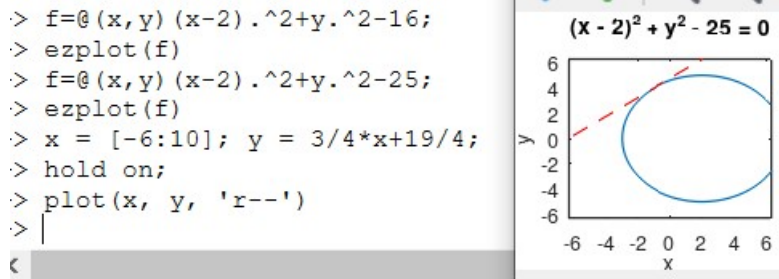 -> f=@(x,y)(x-2).^2+y.^2-16;
-> ezplot(f)
-> f=@(x,y)(x-2).^2+y.^2-25;
-> ezplot(f)
-> x = [-6:10]; y = 3/4*x+19/4;
-> hold on;
-> plot(x, y, 'r--')
->
(x - 2)² + y² - 25 = 0
6
4
2
0
-2
-4
-6
y
-6 -4 -2 0 2 4 6
x